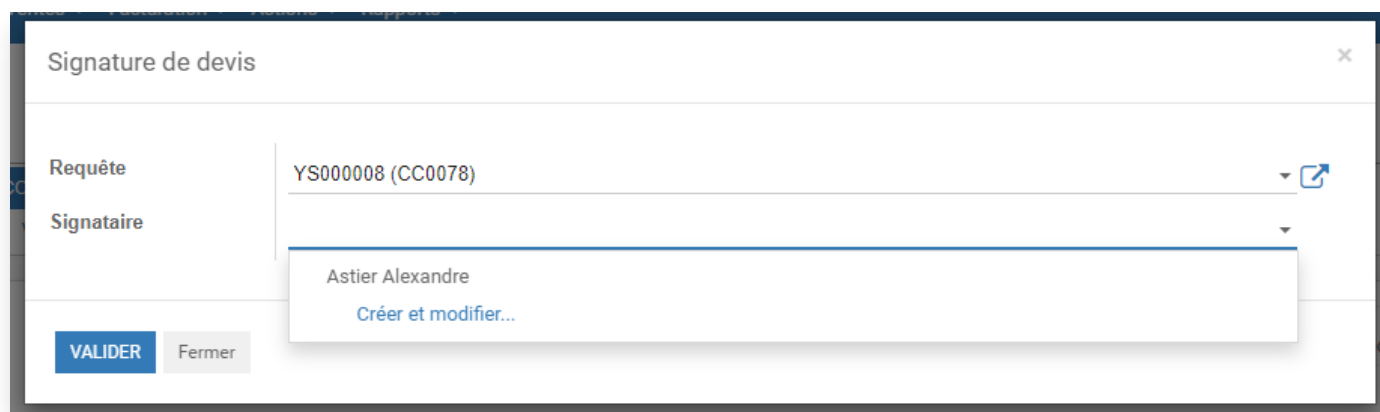 Signature de devis
×
Requête
YS000008 (CC0078)
Signataire
Astier Alexandre
Créer et modifier...
VALIDER
Fermer